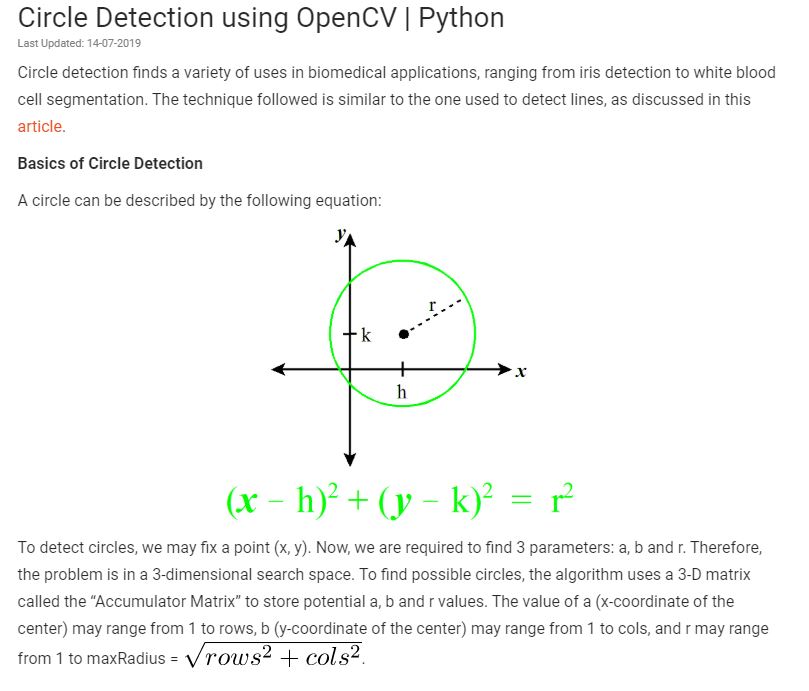 Circle Detection using OpenCV | Python
Last Updated: 14-07-2019
Circle detection finds a variety of uses in biomedical applications, ranging from iris detection to white blood
cell segmentation. The technique followed is similar to the one used to detect lines, as discussed in this
article.
Basics of Circle Detection
A circle can be described by the following equation:
y
r
k
x
h
(x – h)² + (y – k)² = r²
To detect circles, we may fix a point (x, y). Now, we are required to find 3 parameters: a, b and r. Therefore,
the problem is in a 3-dimensional search space. To find possible circles, the algorithm uses a 3-D matrix
called the “Accumulator Matrix” to store potential a, b and r values. The value of a (x-coordinate of the
center) may range from 1 to rows, b (y-coordinate of the center) may range from 1 to cols, and r may range
from 1 to maxRadius = √(rows² + cols²).